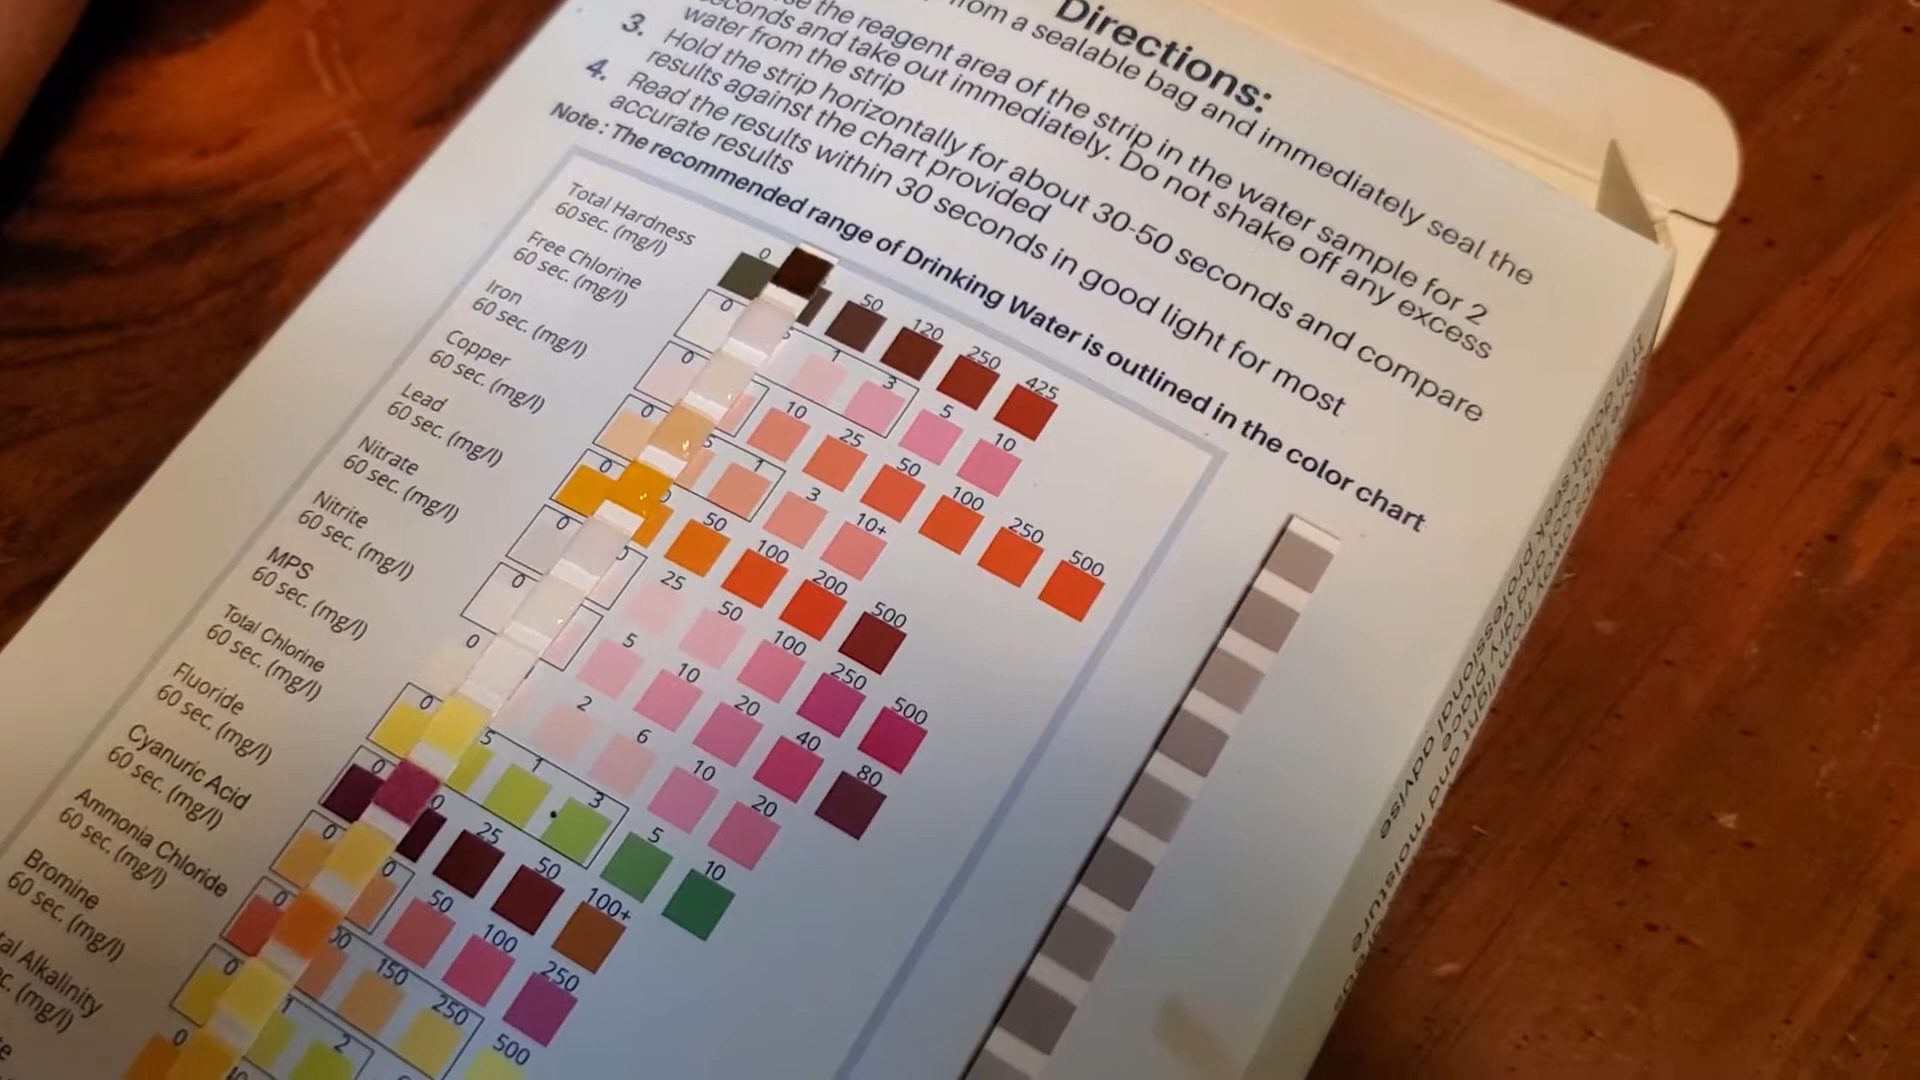 Directions:
from a sealable bag and immediately seal the
the reagent area of the strip in the water sample for 2
seconds and take out immediately. Do not shake off any excess
water from the strip
3. Hold the strip horizontally for about 30-50 seconds and compare
results against the chart provided
4. Read the results within 30 seconds in good light for most
accurate results
Note: The recommended range of Drinking Water is outlined in the color chart
Total Hardness
60 sec. (mg/l)
0 50 120 250 425
Free Chlorine
60 sec. (mg/l)
0 1 3 5 10
Iron
60 sec. (mg/l)
0 10 25 50 100 250 500
Copper
60 sec. (mg/l)
0 1 3 10+
Lead
60 sec. (mg/l)
0 50 100 200 500
Nitrate
60 sec. (mg/l)
0 25 50 100 250 500
Nitrite
60 sec. (mg/l)
0 5 10 20 40 80
MPS
60 sec. (mg/l)
0 2 6 10 20
Total Chlorine
60 sec. (mg/l)
0 1 3 5 10
Fluoride
60 sec. (mg/l)
0 25 50 100+
Cyanuric Acid
60 sec. (mg/l)
0 50 100 250
Ammonia Chloride
60 sec. (mg/l)
0 150 250 500
Bromine
60 sec. (mg/l)
0 1 2
Alkalinity
(mg/l)
0